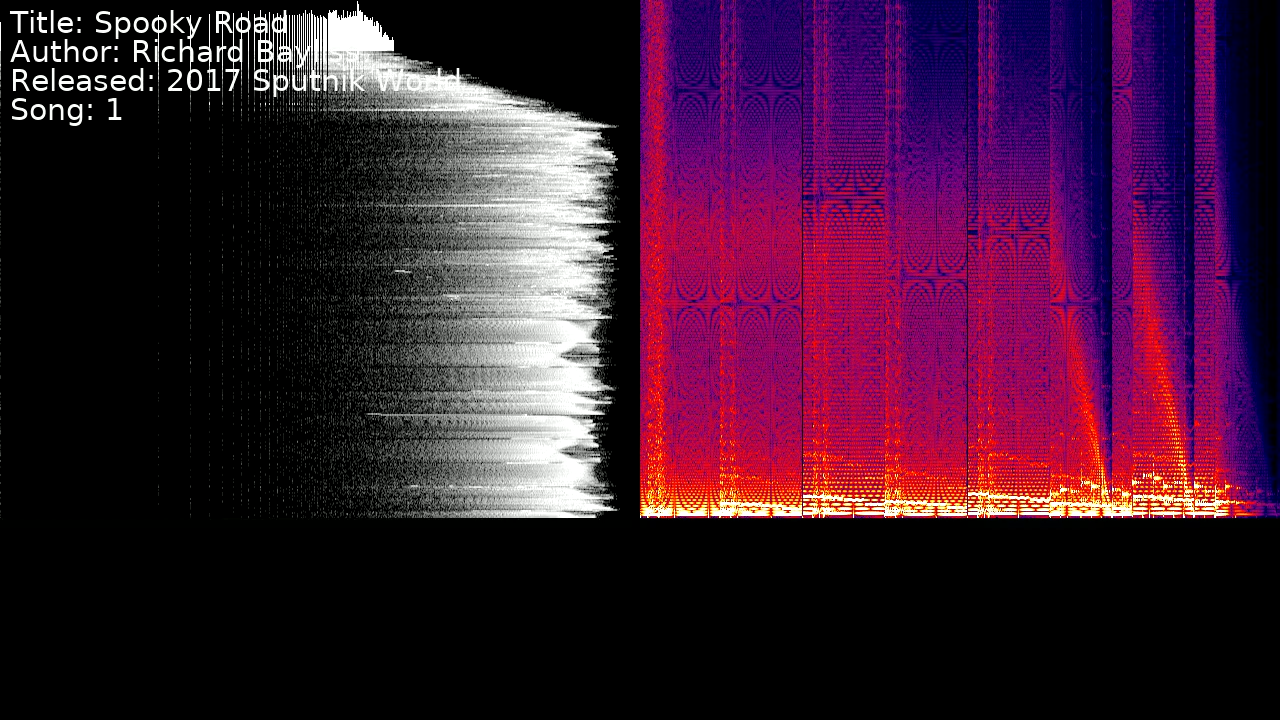 Title: Spooky Road
Author: Richard Bayliss
Released: 2017 Sputnik World
Song: 1